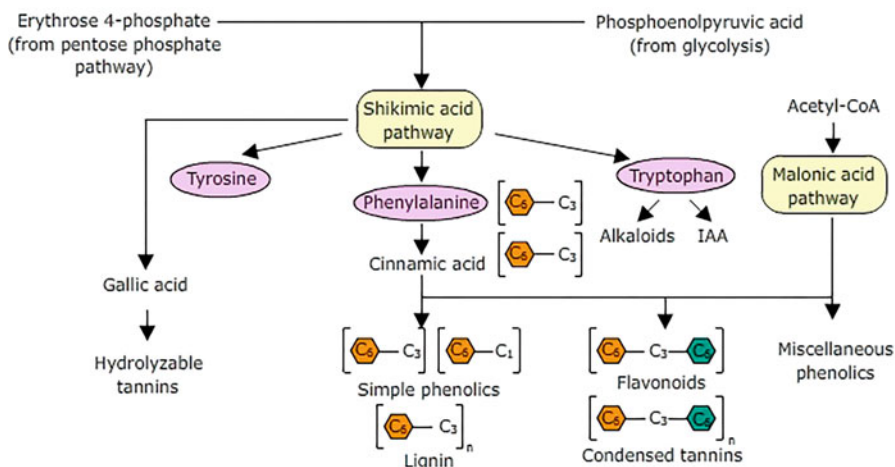 Erythrose 4-phosphate
(from pentose phosphate
pathway)
Phosphoenolpyruvic acid
(from glycolysis)
Shikimic acid
pathway
Acetyl-CoA
Tyrosine
Phenylalanine
C6 C3
Tryptophan
Malonic acid
pathway
Alkaloids
IAA
Cinnamic acid
C6 C3
Gallic acid
Hydrolyzable
tannins
C6 C3
C6 C1
Simple phenolics
C6 C3 n
Lignin
C6 C3 C6
Flavonoids
C6 C3 C6 n
Condensed tannins
Miscellaneous
phenolics